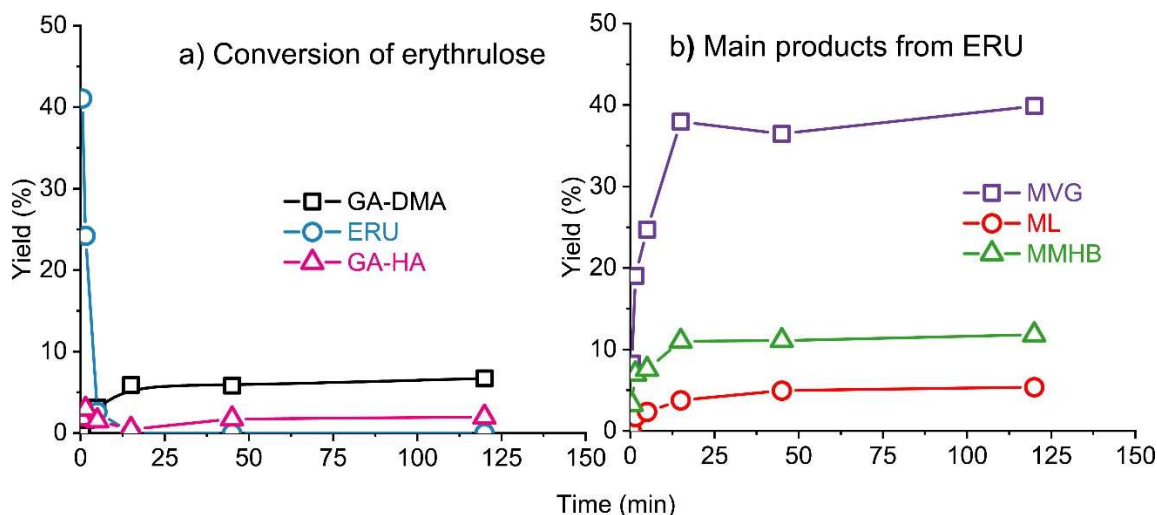 a) Conversion of erythrulose
Yield (%)
50
40
30
20
10
0
GA-DMA
ERU
GA-HA
0
25
50
75
100
125
150
b) Main products from ERU
Yield (%)
50
40
30
20
10
0
MVG
ML
MMHB
0
25
50
75
100
125
150
Time (min)